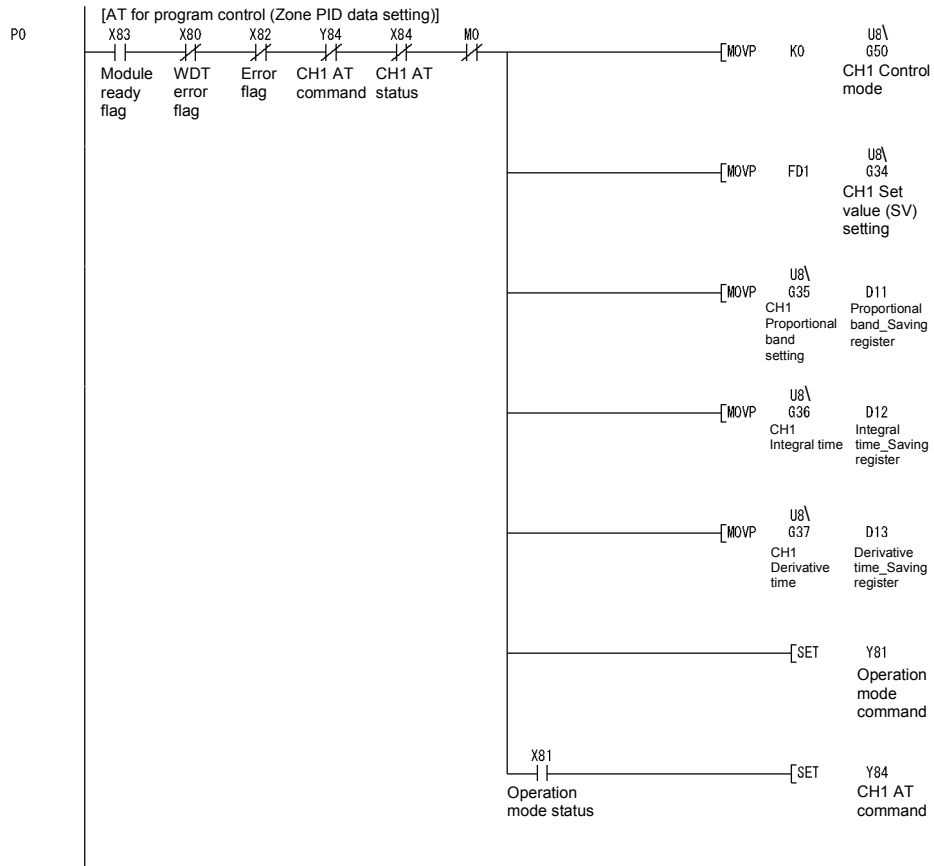 [AT for program control (Zone PID data setting)]
P0
X83 X80 X82 Y84 X84 M0
Module ready flag
WDT error flag
Error flag
CH1 AT command
CH1 AT status
[MOVP K0 U8\ G50
CH1 Control mode
[MOVP FD1 U8\ G34
CH1 Set value (SV) setting
[MOVP U8\ G35 D11
CH1 Proportional band setting
Proportional band_Saving register
[MOVP U8\ G36 D12
CH1 Integral time
Integral time_Saving register
[MOVP U8\ G37 D13
CH1 Derivative time
Derivative time_Saving register
[SET Y81
Operation mode command
X81
Operation mode status
[SET Y84
CH1 AT command